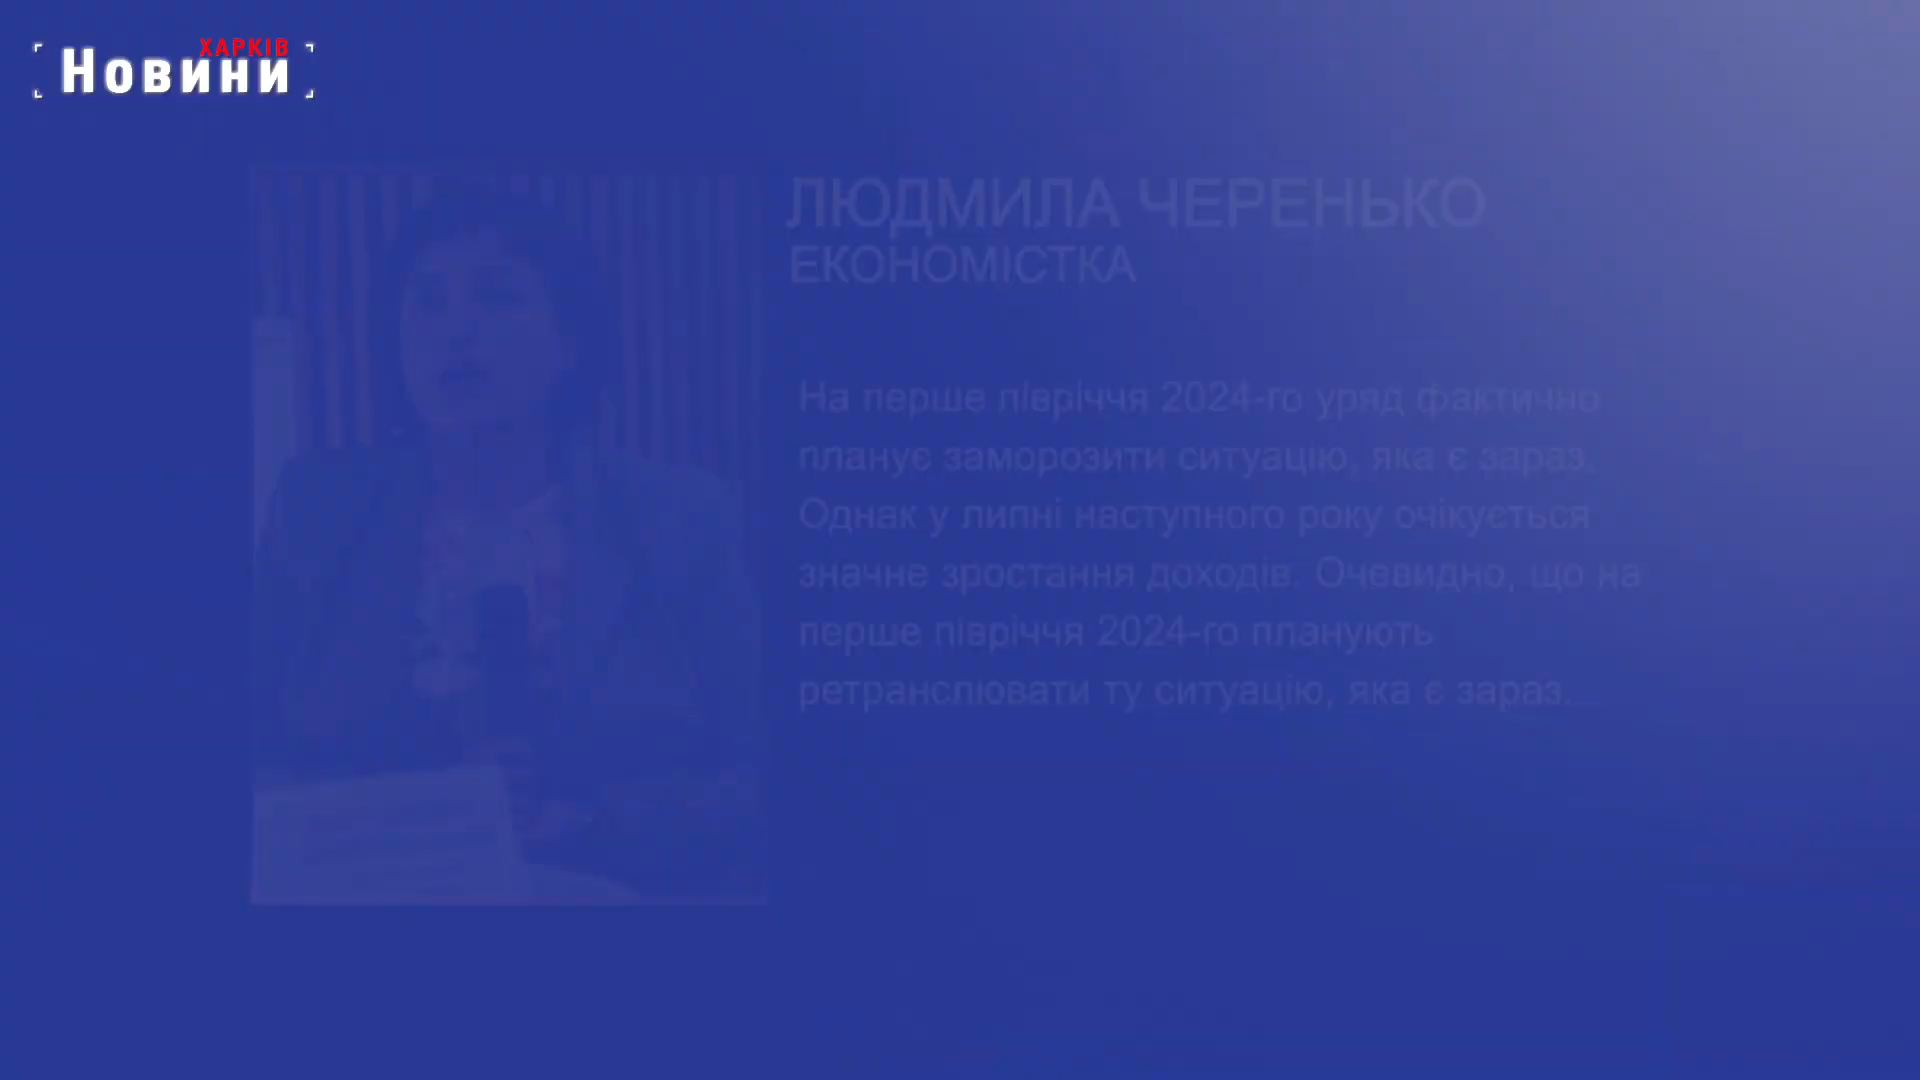 ХАРКІВ
Новини
ЛЮДМИЛА ЧЕРЕНЬКО
ЕКОНОМІСТКА
На перше півріччя 2024-го уряд фактично
планує заморозити ситуацію, яка є зараз.
Однак у липні наступного року очікується
значне зростання доходів. Очевидно, що на
перше півріччя 2024-го планують
ретранслювати ту ситуацію, яка є зараз.